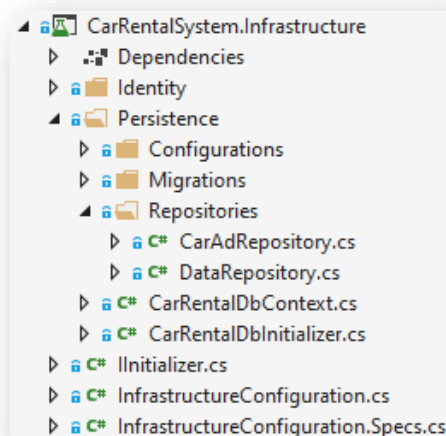 CarRentalSystem.Infrastructure
Dependencies
Identity
Persistence
Configurations
Migrations
Repositories
C# CarAdRepository.cs
C# DataRepository.cs
C# CarRentalDbContext.cs
C# CarRentalDbInitializer.cs
C# IInitializer.cs
C# InfrastructureConfiguration.cs
C# InfrastructureConfiguration.Specs.cs